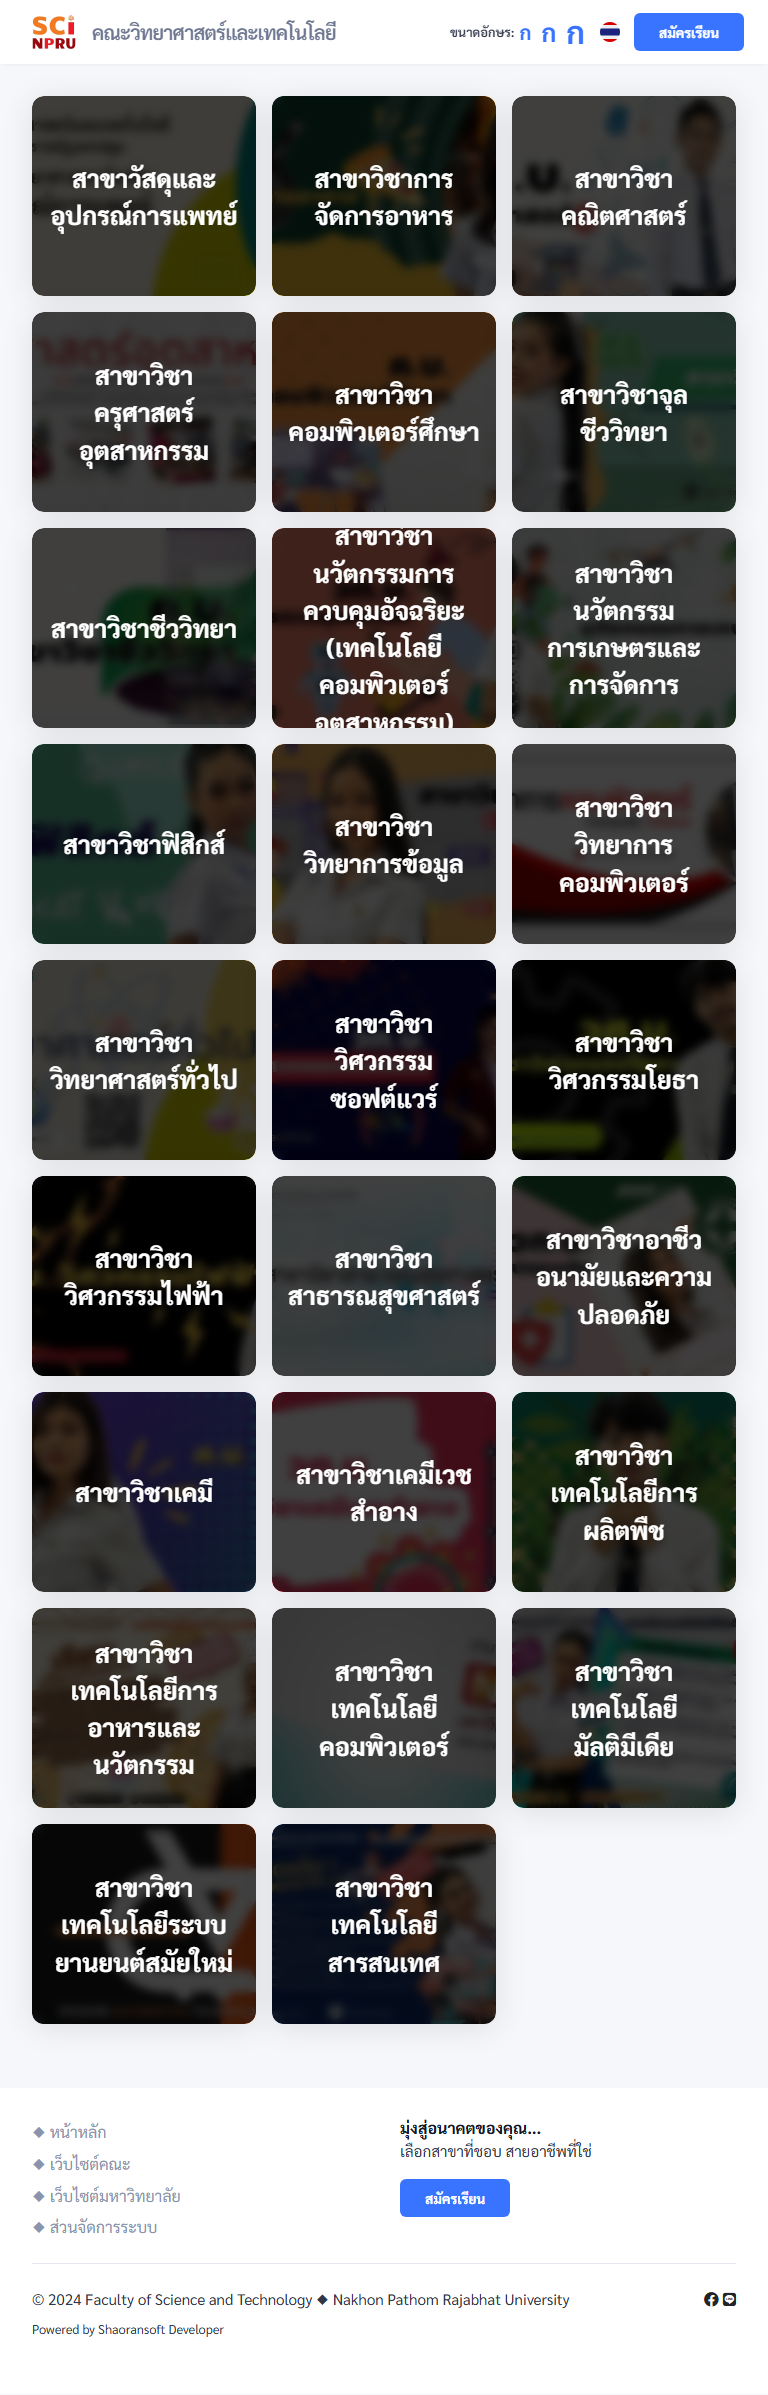 SCi
NPRU
คณะวิทยาศาสตร์และเทคโนโลยี
ขนาดอักษร: ก ก ก
สมัครเรียน
สาขาวัสดุและ
อุปกรณ์การแพทย์
สาขาวิชาการ
จัดการอาหาร
สาขาวิชา
คณิตศาสตร์
สาขาวิชา
ครุศาสตร์
อุตสาหกรรม
สาขาวิชา
คอมพิวเตอร์ศึกษา
สาขาวิชาจุล
ชีววิทยา
สาขาวิชาชีววิทยา
สาขาวิชา
นวัตกรรมการ
ควบคุมอัจฉริยะ
(เทคโนโลยี
คอมพิวเตอร์
อุตสาหกรรม)
สาขาวิชา
นวัตกรรม
การเกษตรและ
การจัดการ
สาขาวิชาฟิสิกส์
สาขาวิชา
วิทยาการข้อมูล
สาขาวิชา
วิทยาการ
คอมพิวเตอร์
สาขาวิชา
วิทยาศาสตร์ทั่วไป
สาขาวิชา
วิศวกรรม
ซอฟต์แวร์
สาขาวิชา
วิศวกรรมโยธา
สาขาวิชา
วิศวกรรมไฟฟ้า
สาขาวิชา
สาธารณสุขศาสตร์
สาขาวิชาอาชีว
อนามัยและความ
ปลอดภัย
สาขาวิชาเคมี
สาขาวิชาเคมีเวช
สำอาง
สาขาวิชา
เทคโนโลยีการ
ผลิตพืช
สาขาวิชา
เทคโนโลยีการ
อาหารและ
นวัตกรรม
สาขาวิชา
เทคโนโลยี
คอมพิวเตอร์
สาขาวิชา
เทคโนโลยี
มัลติมีเดีย
สาขาวิชา
เทคโนโลยีระบบ
ยานยนต์สมัยใหม่
สาขาวิชา
เทคโนโลยี
สารสนเทศ
◆ หน้าหลัก
◆ เว็บไซต์คณะ
◆ เว็บไซต์มหาวิทยาลัย
◆ ส่วนจัดการระบบ
มุ่งสู่อนาคตของคุณ...
เลือกสาขาที่ชอบ สายอาชีพที่ใช่
สมัครเรียน
© 2024 Faculty of Science and Technology ◆ Nakhon Pathom Rajabhat University
Powered by Shaoransoft Developer